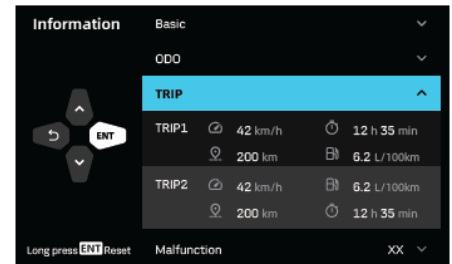 Information
Basic
ODO
TRIP
ENT
TRIP1 42 km/h 12 h 35 min
200 km 6.2 L/100km
TRIP2 42 km/h 6.2 L/100km
200 km 12 h 35 min
Long press ENT Reset
Malfunction XX